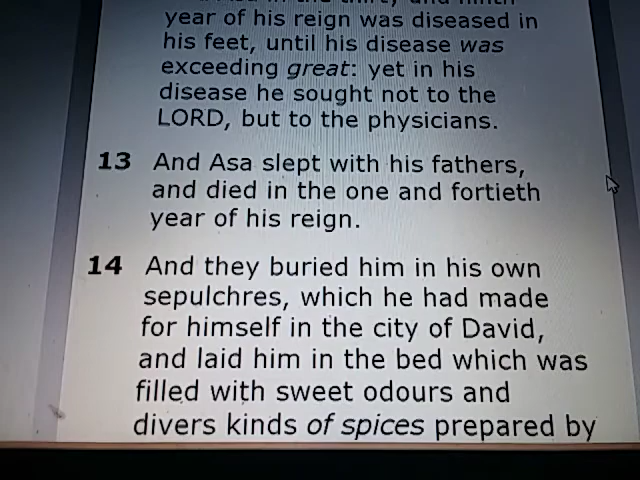 the thirty and ninth
year of his reign was diseased in
his feet, until his disease was
exceeding great: yet in his
disease he sought not to the
LORD, but to the physicians.
13 And Asa slept with his fathers,
and died in the one and fortieth
year of his reign.
14 And they buried him in his own
sepulchres, which he had made
for himself in the city of David,
and laid him in the bed which was
filled with sweet odours and
divers kinds of spices prepared by